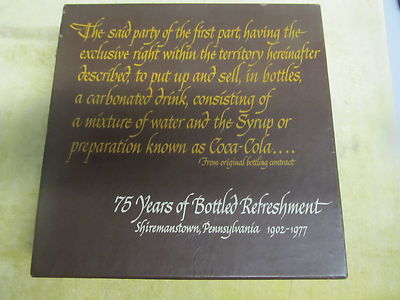 The said party of the first part, having the
exclusive right within the territory hereinafter
described to put up and sell, in bottles,
a carbonated drink, consisting of
a mixture of water and the Syrup or
preparation known as Coca-Cola....
*From original bottling contract
75 Years of Bottled Refreshment
Shiremanstown, Pennsylvania 1902-1977